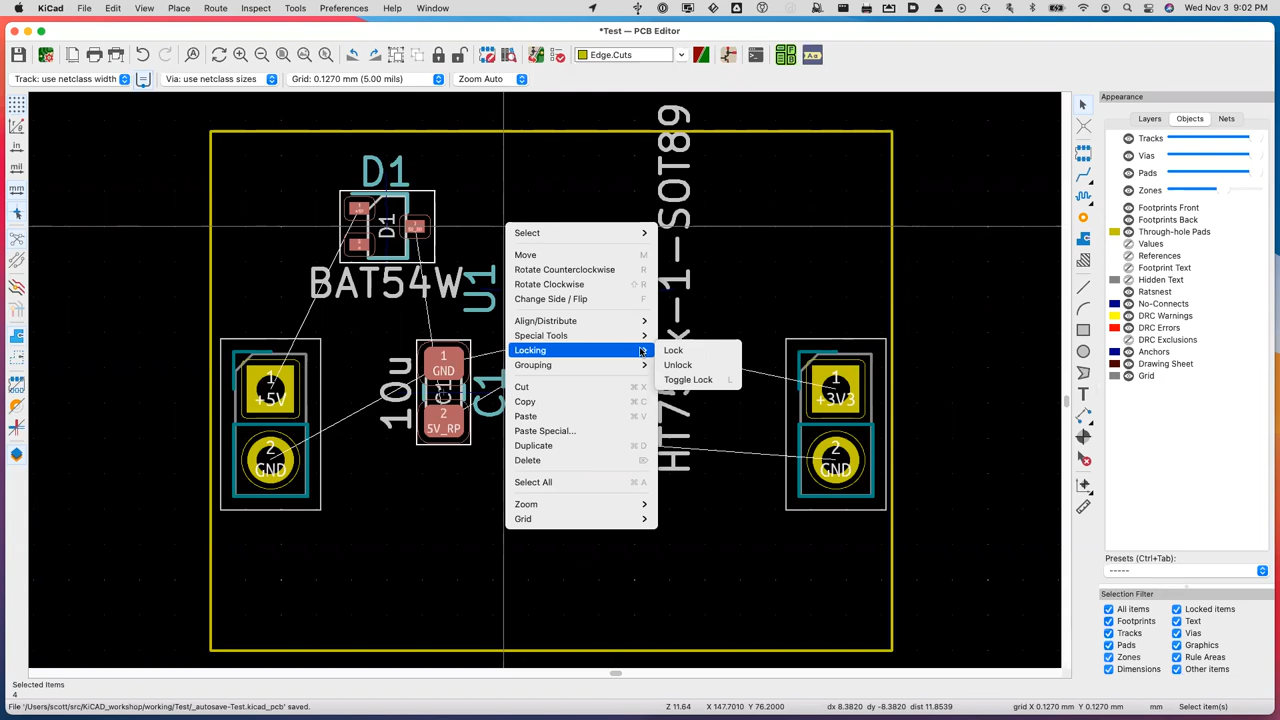 KiCad File Edit View Place Route Inspect Tools Preferences Help Window
Wed Nov 3 9:02 PM
*Test — PCB Editor
Edge.Cuts
Track: use netclass width
Via: use netclass sizes
Grid: 0.1270 mm (5.00 mils)
Zoom Auto
in
mil
mm
D1
D1
BAT54W
U1
10u
C1
C1
1
GND
2
5V_RP
1
+5V
2
GND
1
+3V3
2
GND
k-1-SOT89
HT75
Select
Move M
Rotate Counterclockwise R
Rotate Clockwise ⇧ R
Change Side / Flip F
Align/Distribute
Special Tools
Locking
Grouping
Cut ⌘ X
Copy ⌘ C
Paste ⌘ V
Paste Special...
Duplicate ⌘ D
Delete ⌦
Select All ⌘ A
Zoom
Grid
Lock
Unlock
Toggle Lock L
Appearance
Layers Objects Nets
Tracks
Vias
Pads
Zones
Footprints Front
Footprints Back
Through-hole Pads
Values
References
Footprint Text
Hidden Text
Ratsnest
No-Connects
DRC Warnings
DRC Errors
DRC Exclusions
Anchors
Drawing Sheet
Grid
Presets (Ctrl+Tab):
-----
Selection Filter
All items Locked items
Footprints Text
Tracks Vias
Pads Graphics
Zones Rule Areas
Dimensions Other items
Selected Items
4
File '/Users/scott/src/KiCAD_workshop/working/Test/_autosave-Test.kicad_pcb' saved.
Z 11.64
X 147.7010 Y 76.2000
dx 8.3820 dy -8.3820 dist 11.8539
grid X 0.1270 Y 0.1270
mm
Select item(s)